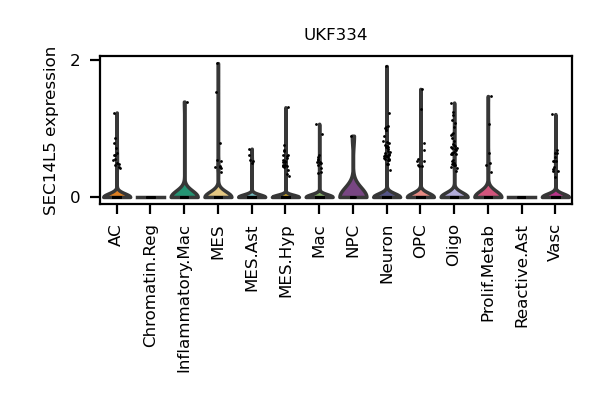 UKF334
SEC14L5 expression
2
0
AC
Chromatin.Reg
Inflammatory.Mac
MES
MES.Ast
MES.Hyp
Mac
NPC
Neuron
OPC
Oligo
Prolif.Metab
Reactive.Ast
Vasc